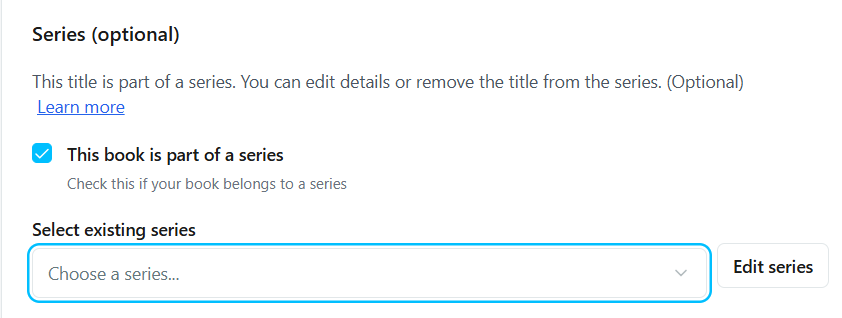 Series (optional)
This title is part of a series. You can edit details or remove the title from the series. (Optional)
Learn more
This book is part of a series
Check this if your book belongs to a series
Select existing series
Choose a series...
Edit series